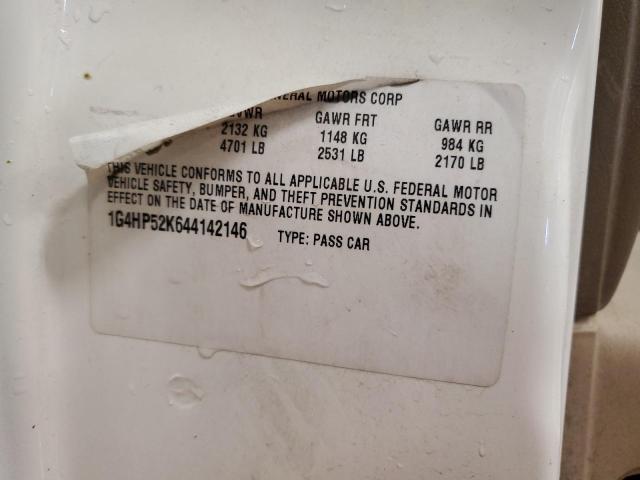 MOTORS CORP
GAWR FRT GAWR RR
2132 KG 1148 KG 984 KG
4701 LB 2531 LB 2170 LB
THIS VEHICLE CONFORMS TO ALL APPLICABLE U.S. FEDERAL MOTOR
VEHICLE SAFETY, BUMPER, AND THEFT PREVENTION STANDARDS IN
EFFECT ON THE DATE OF MANUFACTURE SHOWN ABOVE.
1G4HP52K644142146 TYPE: PASS CAR